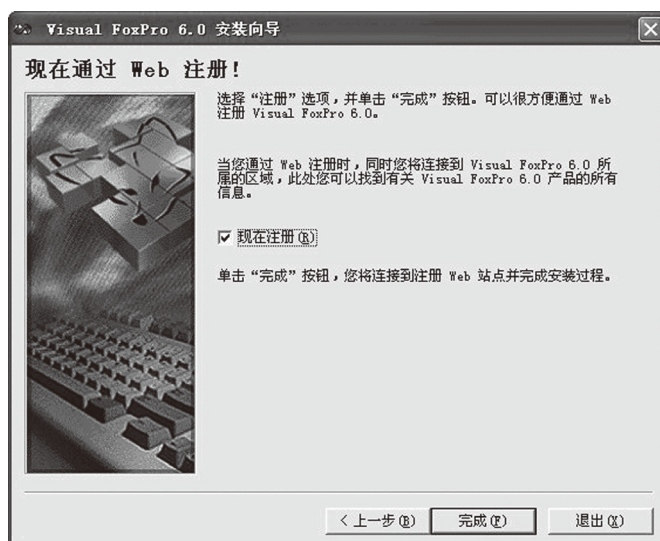 Visual FoxPro 6.0 安装向导
现在通过 Web 注册!
选择“注册”选项,并单击“完成”按钮。可以很方便通过 Web
注册 Visual FoxPro 6.0。
当您通过 Web 注册时,同时您将连接到 Visual FoxPro 6.0 所
属的区域,此处您可以找到有关 Visual FoxPro 6.0 产品的所有
信息。
现在注册(R)
单击“完成”按钮,您将连接到注册 Web 站点并完成安装过程。
< 上一步(B) 完成(F) 退出(X)